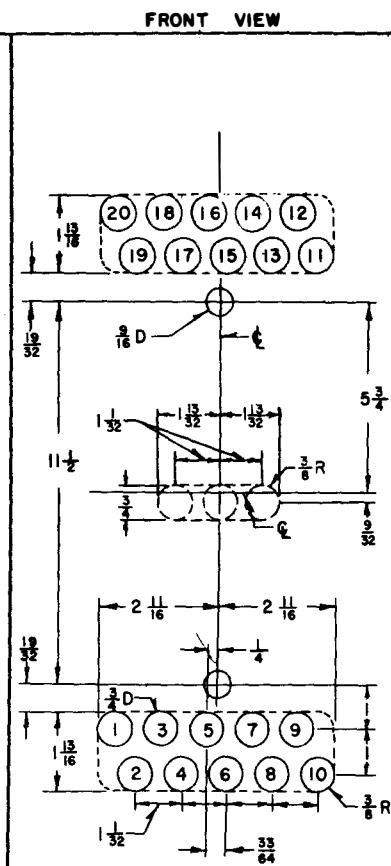 FRONT VIEW
20 18 16 14 12
1 13/16
19 17 15 13 11
19/32
9/16 D
℄
5 3/4
11 1/2
1 1/32
1 13/32 1 13/32
3/8 R
3/4
℄
9/32
2 11/16 2 11/16
19/32
1/4
3/4 D
1 3 5 7 9
1 13/16
2 4 6 8 10
3/8 R
1 1/32
33/64